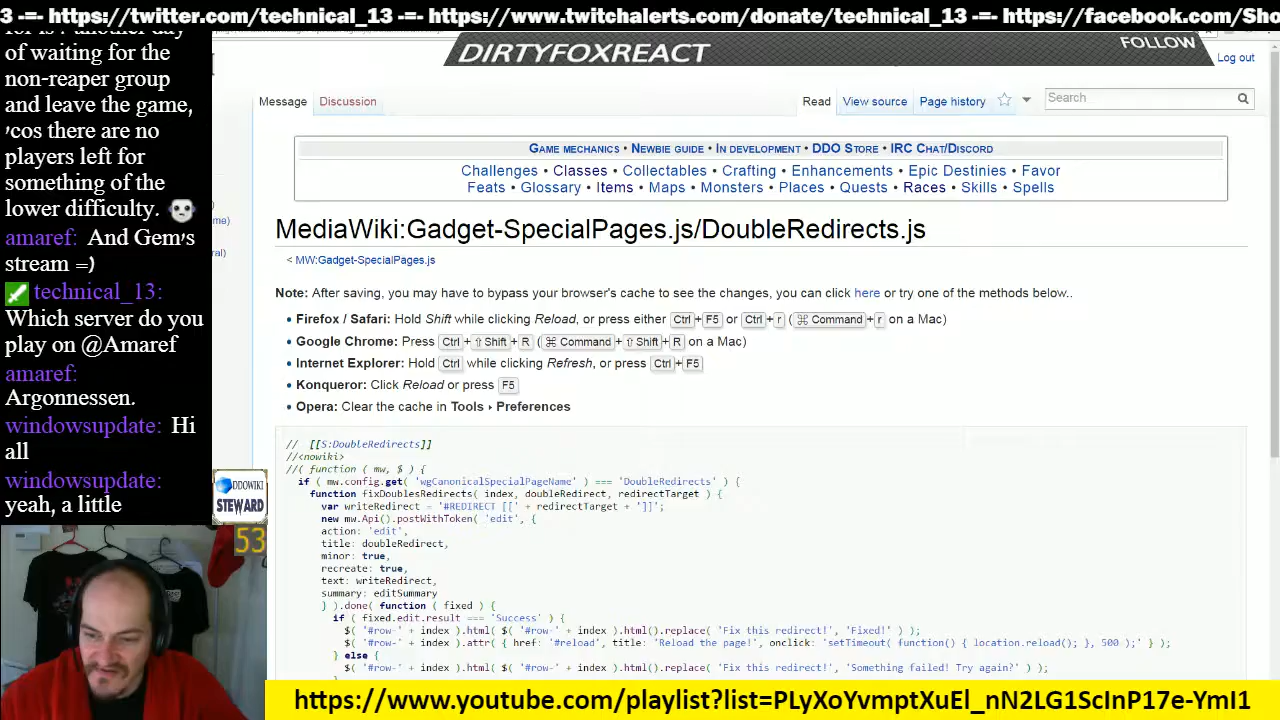 3 -=- https://twitter.com/technical_13 -=- https://www.twitchalerts.com/donate/technical_13 -=- https://facebook.com/Sho
of waiting for the
non-reaper group
and leave the game,
'cos there are no
players left for
something of the
lower difficulty.
amaref: And Gem's
stream =)
technical_13:
Which server do you
play on @Amaref
amaref:
Argonnessen.
windowsupdate: Hi
all
windowsupdate:
yeah, a little
DIRTYFOXREACT
FOLLOW
Log out
Message Discussion
Read View source Page history
Search
Game mechanics • Newbie guide • In development • DDO Store • IRC Chat/Discord
Challenges • Classes • Collectables • Crafting • Enhancements • Epic Destinies • Favor
Feats • Glossary • Items • Maps • Monsters • Places • Quests • Races • Skills • Spells
MediaWiki:Gadget-SpecialPages.js/DoubleRedirects.js
< MW:Gadget-SpecialPages.js
Note: After saving, you may have to bypass your browser's cache to see the changes, you can click here or try one of the methods below..
• Firefox / Safari: Hold Shift while clicking Reload, or press either Ctrl+F5 or Ctrl+r (⌘ Command+r on a Mac)
• Google Chrome: Press Ctrl+⇧Shift+R (⌘ Command+⇧Shift+R on a Mac)
• Internet Explorer: Hold Ctrl while clicking Refresh, or press Ctrl+F5
• Konqueror: Click Reload or press F5
• Opera: Clear the cache in Tools ▸ Preferences
// [[S:DoubleRedirects]]
//<nowiki>
//( function ( mw, $ ) {
if ( mw.config.get( 'wgCanonicalSpecialPageName' ) === 'DoubleRedirects' ) {
function fixDoublesRedirects( index, doubleRedirect, redirectTarget ) {
var writeRedirect = '#REDIRECT [[' + redirectTarget + ']]';
new mw.Api().postWithToken( 'edit', {
action: 'edit',
title: doubleRedirect,
minor: true,
recreate: true,
text: writeRedirect,
summary: editSummary
} ).done( function ( fixed ) {
if ( fixed.edit.result === 'Success' ) {
$( '#row-' + index ).html( $( '#row-' + index ).html().replace( 'Fix this redirect!', 'Fixed!' ) );
$( '#row-' + index ).attr( { href: '#reload', title: 'Reload the page!', onclick: 'setTimeout( function() { location.reload(); }, 500 );' } );
} else {
$( '#row-' + index ).html( $( '#row-' + index ).html().replace( 'Fix this redirect!', 'Something failed! Try again?' ) );
DDOWIKI
STEWARD
53
https://www.youtube.com/playlist?list=PLyXoYvmptXuEl_nN2LG1ScInP17e-YmI1